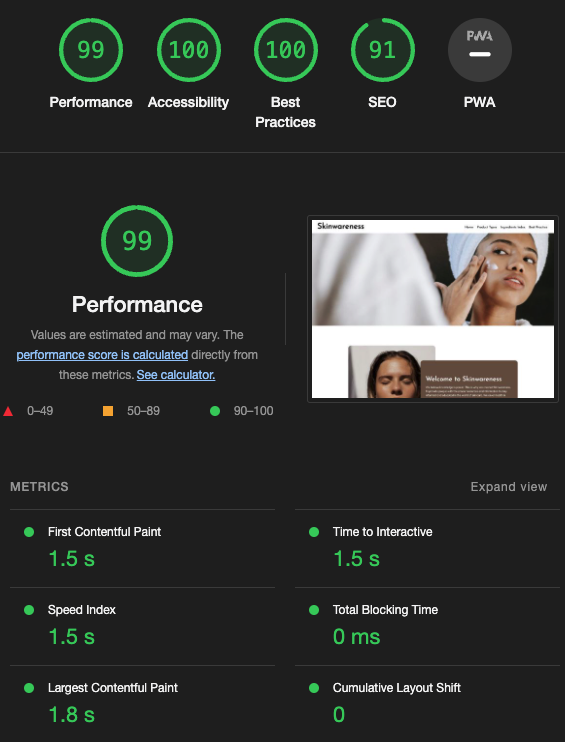 99
100
100
91
PWA
Performance
Accessibility
Best
Practices
SEO
PWA
99
Performance
Values are estimated and may vary. The
performance score is calculated directly from
these metrics. See calculator.
0–49
50–89
90–100
Skinwareness
Home Product Types Ingredients Index Best Practice
Welcome to Skinwareness
METRICS
Expand view
First Contentful Paint
1.5 s
Time to Interactive
1.5 s
Speed Index
1.5 s
Total Blocking Time
0 ms
Largest Contentful Paint
1.8 s
Cumulative Layout Shift
0